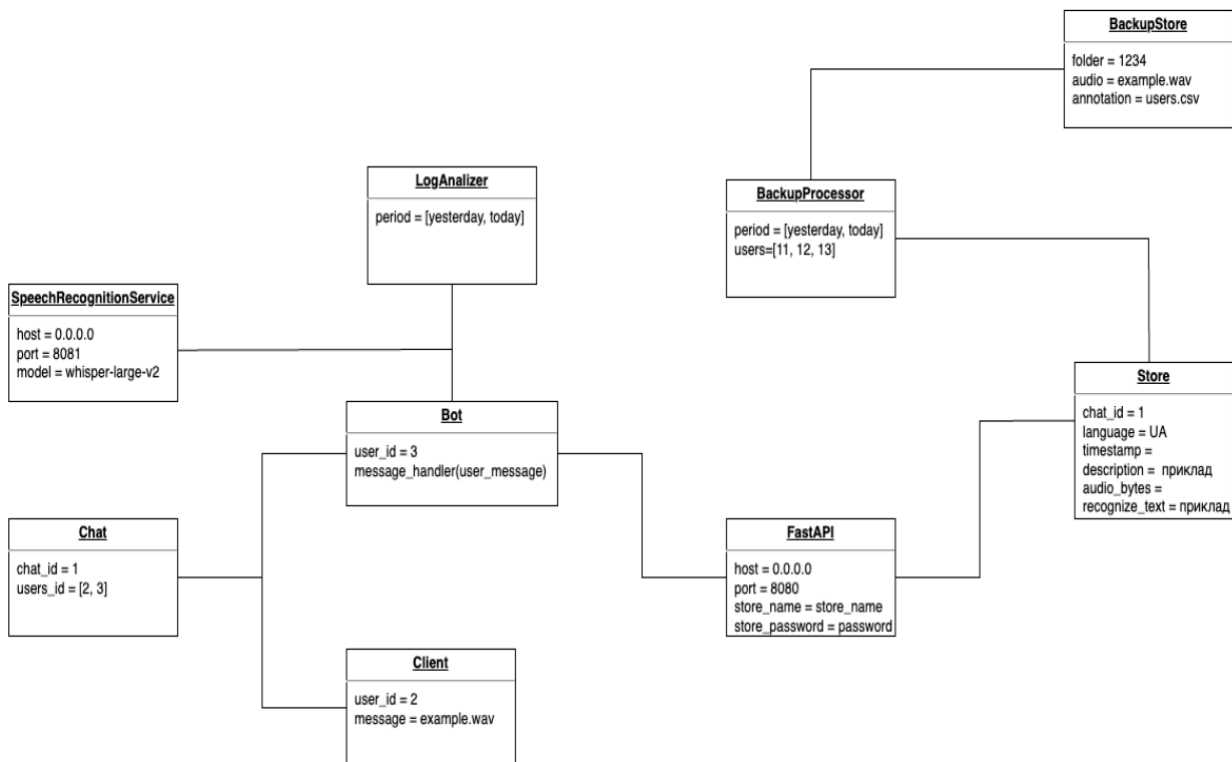 BackupStore
folder = 1234
audio = example.wav
annotation = users.csv
LogAnalizer
period = [yesterday, today]
BackupProcessor
period = [yesterday, today]
users=[11, 12, 13]
SpeechRecognitionService
host = 0.0.0.0
port = 8081
model = whisper-large-v2
Store
chat_id = 1
language = UA
timestamp =
description = приклад
audio_bytes =
recognize_text = приклад
Bot
user_id = 3
message_handler(user_message)
Chat
chat_id = 1
users_id = [2, 3]
FastAPI
host = 0.0.0.0
port = 8080
store_name = store_name
store_password = password
Client
user_id = 2
message = example.wav